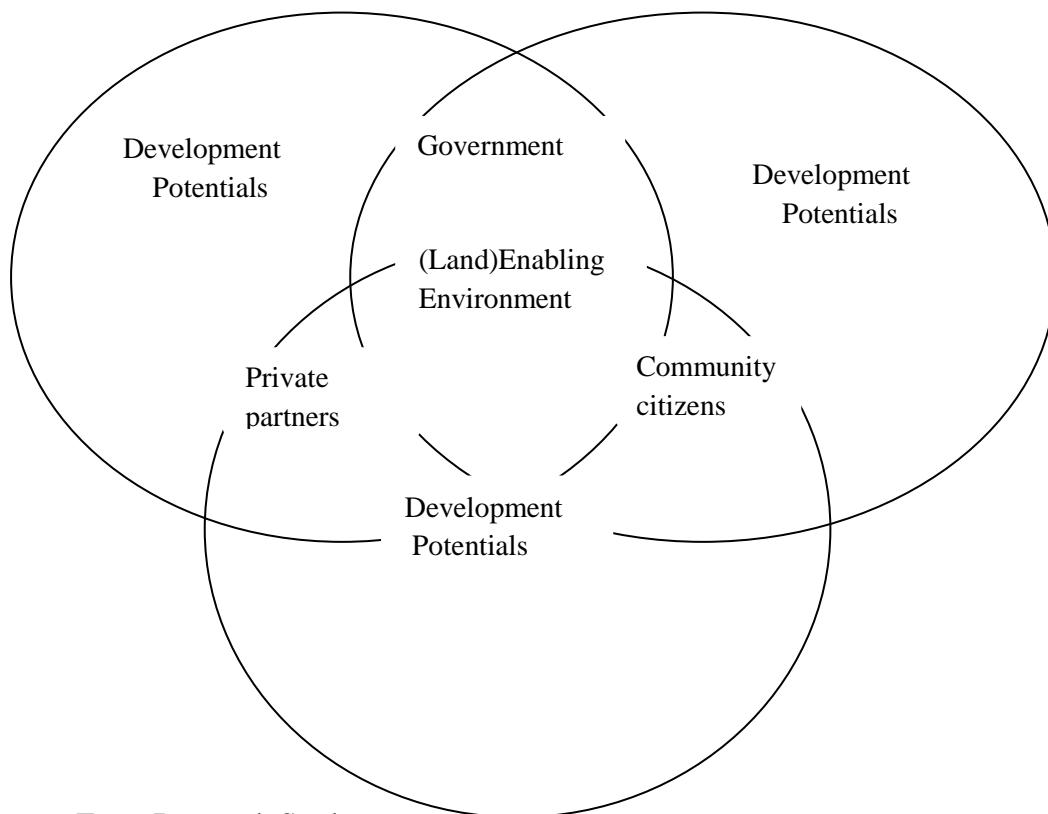 Development
Potentials
Government
Development
Potentials
(Land)Enabling
Environment
Private
partners
Community
citizens
Development
Potentials